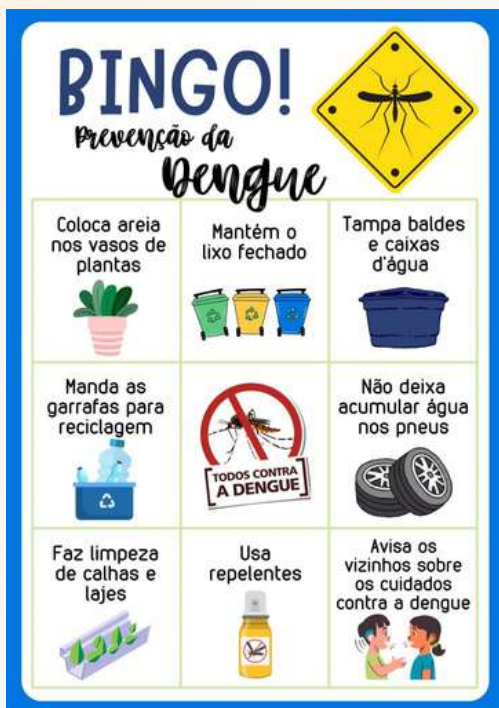 BINGO!
Prevenção da
Dengue
Coloca areia
nos vasos de
plantas
Mantém o
lixo fechado
Tampa baldes
e caixas
d'água
Manda as
garrafas para
reciclagem
TODOS CONTRA
A DENGUE
Não deixa
acumular água
nos pneus
Faz limpeza
de calhas e
lajes
Usa
repelentes
Avisa os
vizinhos sobre
os cuidados
contra a dengue